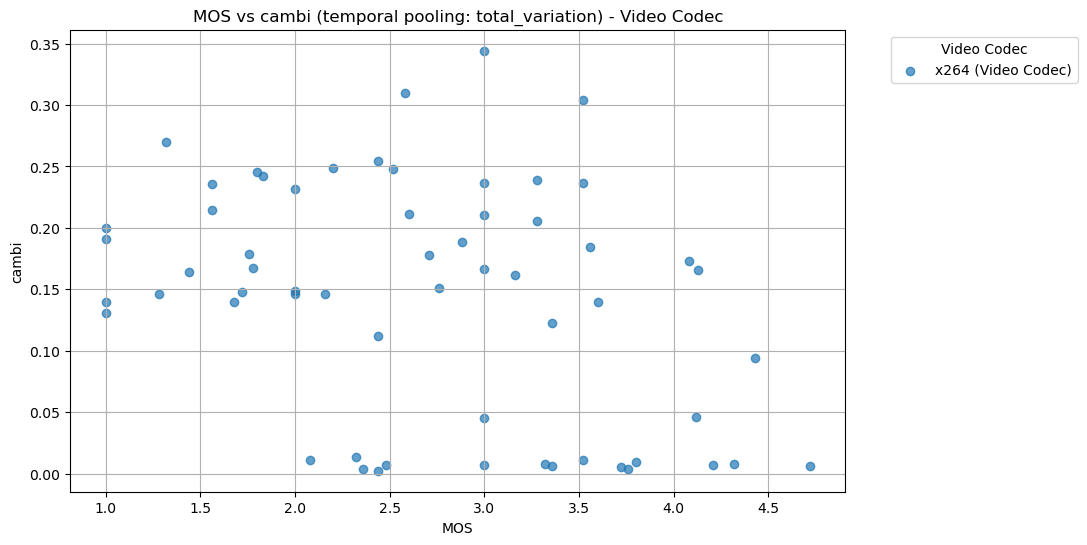 MOS vs cambi (temporal pooling: total_variation) - Video Codec
Video Codec
x264 (Video Codec)
cambi
0.35
0.30
0.25
0.20
0.15
0.10
0.05
0.00
1.0 1.5 2.0 2.5 3.0 3.5 4.0 4.5
MOS